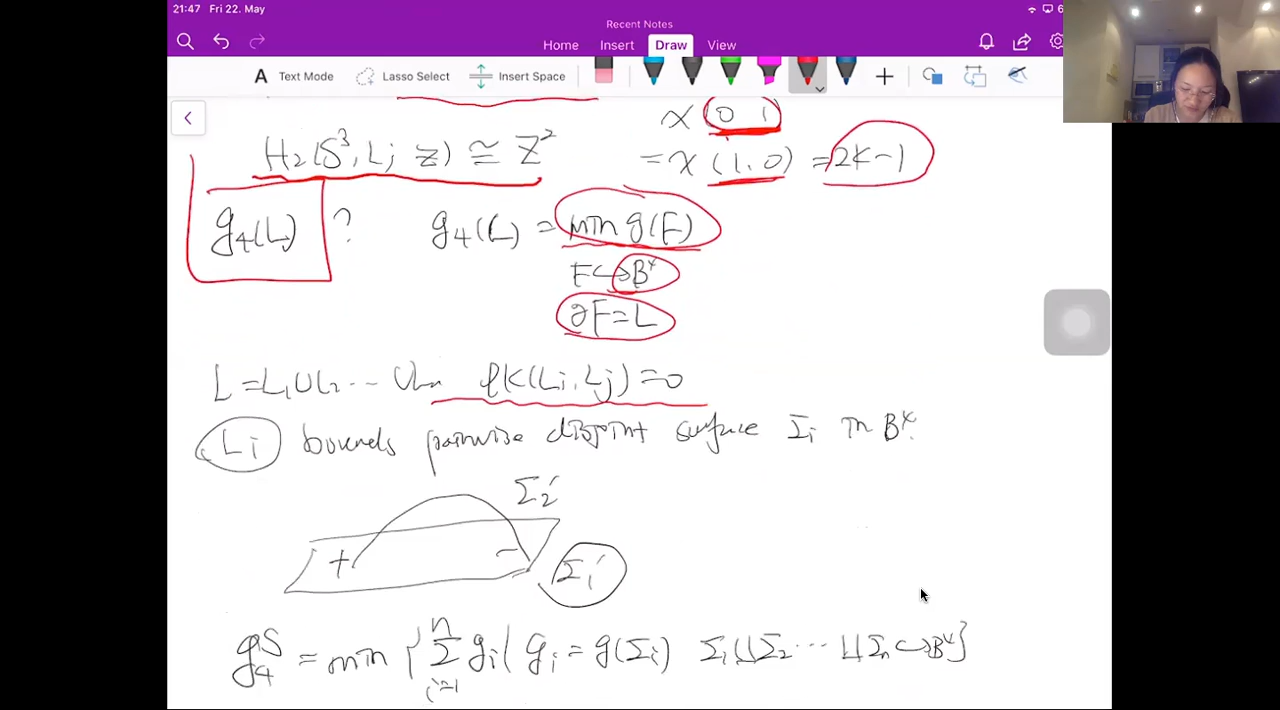 21:47 Fri 22. May
Recent Notes
Home Insert Draw View
Text Mode Lasso Select Insert Space
χ (0 1)
H₂(S³, L; Z) ≅ Z² = χ (1, 0) = 2k-1
g₄(L) ? g₄(L) = min g(F)
F↪B⁴
∂F=L
L=L₁∪L₂... ∪Lₙ lk(Li, Lj)=0
Li bounds pairwise disjoint surface Σi in B⁴.
Σ₂'
+ − Σ₁'
g₄ˢ = min { Σⁿᵢ₌₁ gi | gi = g(Σi) Σ₁⊔Σ₂... ⊔Σn ↪B⁴}